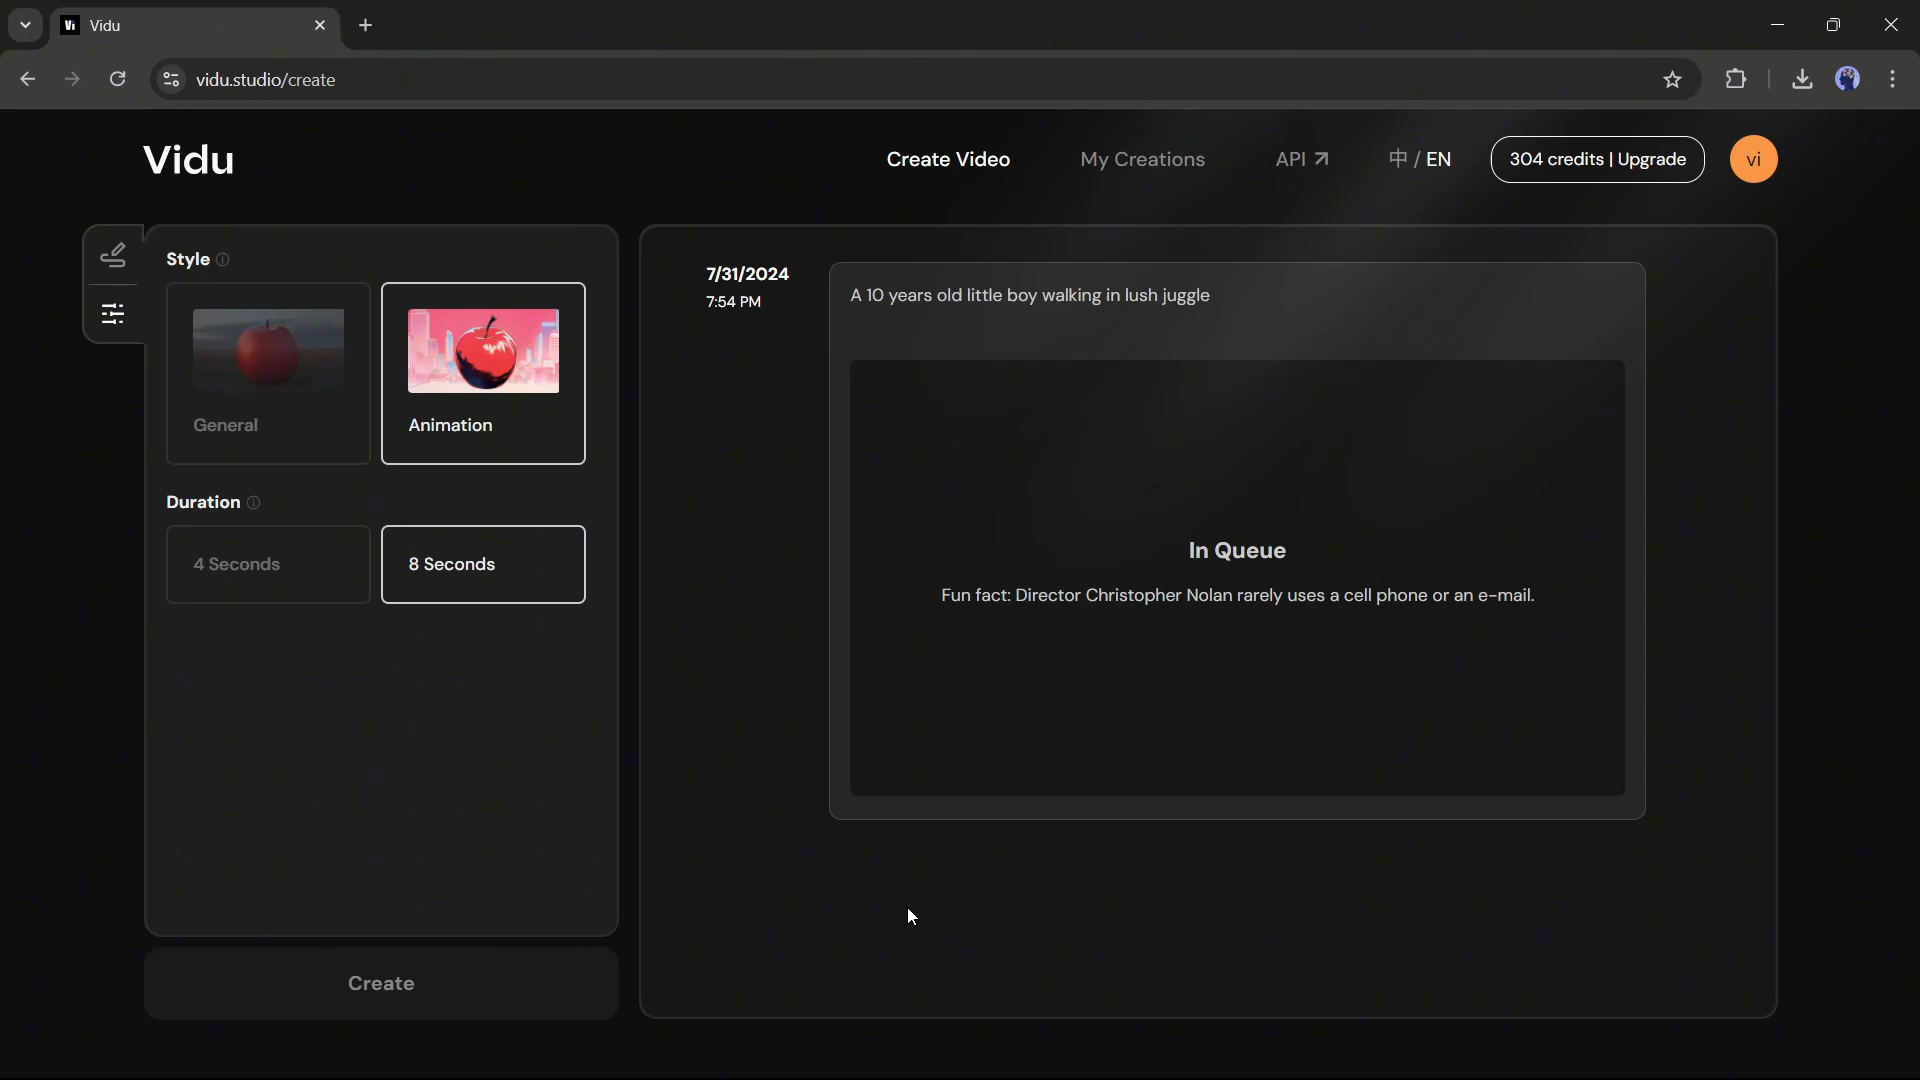 Vi Vidu
vidu.studio/create
Vidu
Create Video
My Creations
API
中 / EN
304 credits | Upgrade
vi
Style
General
Animation
Duration
4 Seconds
8 Seconds
Create
7/31/2024
7:54 PM
A 10 years old little boy walking in lush juggle
In Queue
Fun fact: Director Christopher Nolan rarely uses a cell phone or an e-mail.